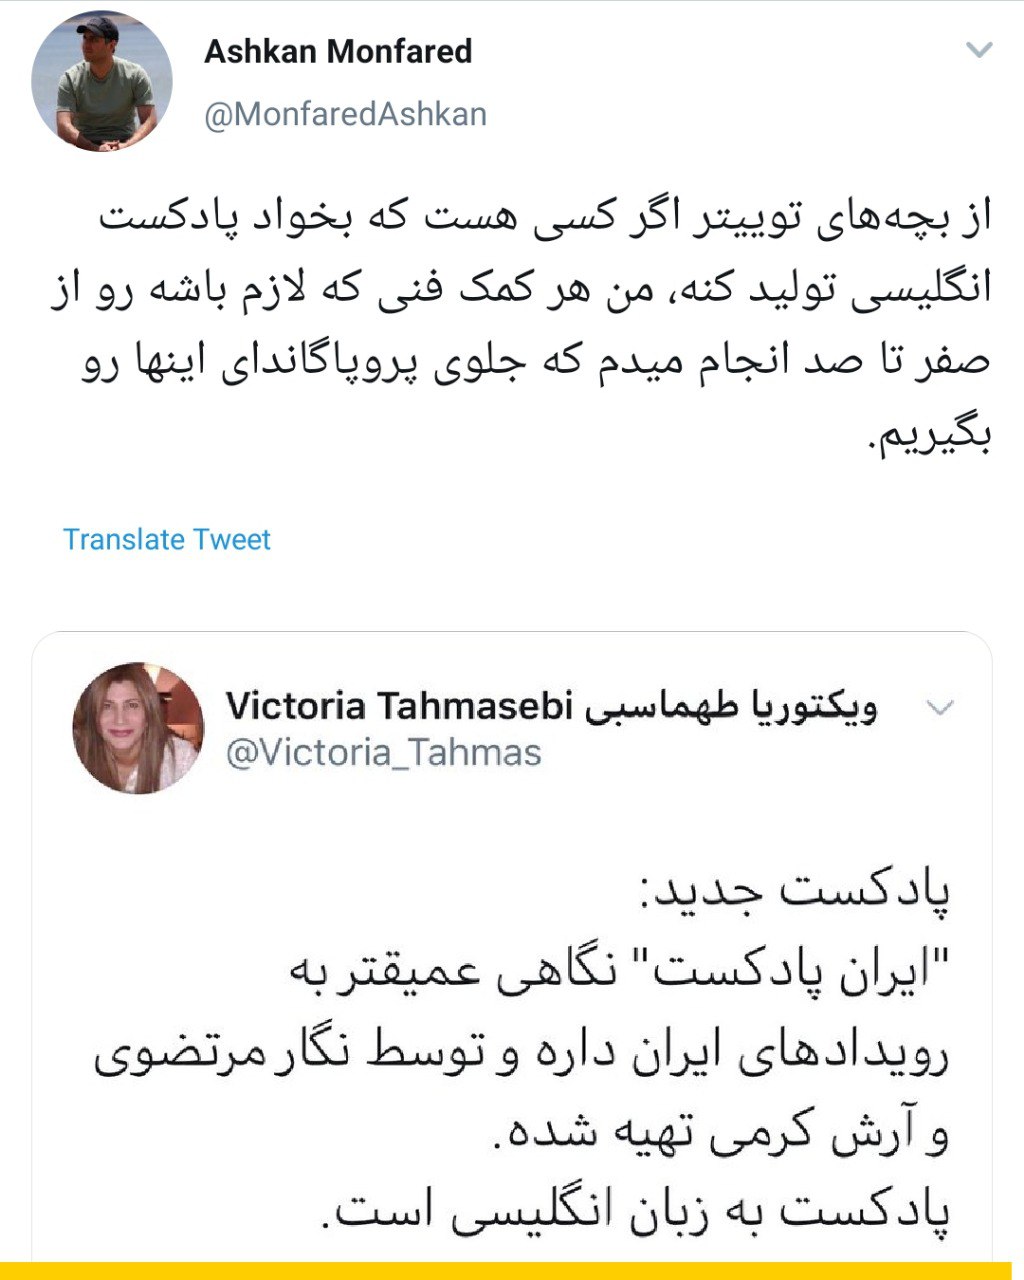 Ashkan Monfared
@MonfaredAshkan
از بچه‌های توییتر اگر کسی هست که بخواد پادکست
انگلیسی تولید کنه، من هر کمک فنی که لازم باشه رو از
صفر تا صد انجام میدم که جلوی پروپاگاندای اینها رو
بگیریم.
Translate Tweet
Victoria Tahmasebi ویکتوریا طهماسبی
@Victoria_Tahmas
پادکست جدید:
"ایران پادکست" نگاهی عمیقتر به
رویدادهای ایران داره و توسط نگار مرتضوی
و آرش کرمی تهیه شده.
پادکست به زبان انگلیسی است.